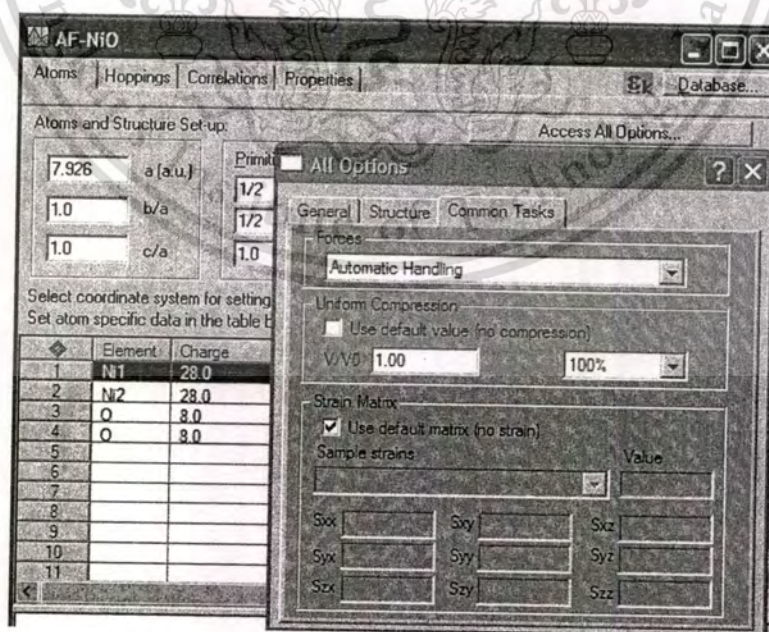 AF-NiO
Atoms Hoppings Correlations Properties
Database...
Atoms and Structure Set-up:
Access All Options...
7.926 a (a.u.)
1.0 b/a
1.0 c/a
1/2
1/2
1.0
Select coordinate system for setting
Set atom specific data in the table
Element Charge
1 Ni1 28.0
2 Ni2 28.0
3 O 8.0
4 O 8.0
5
6
7
8
9
10
11
All Options
General Structure Common Tasks
Forces
Automatic Handling
Uniform Compression
Use default value (no compression)
V/V0 1.00 100%
Strain Matrix
Use default matrix (no strain)
Sample strains Value
Sxx Sxy Sxz
Syx Syy Syz
Szx Szy Szz